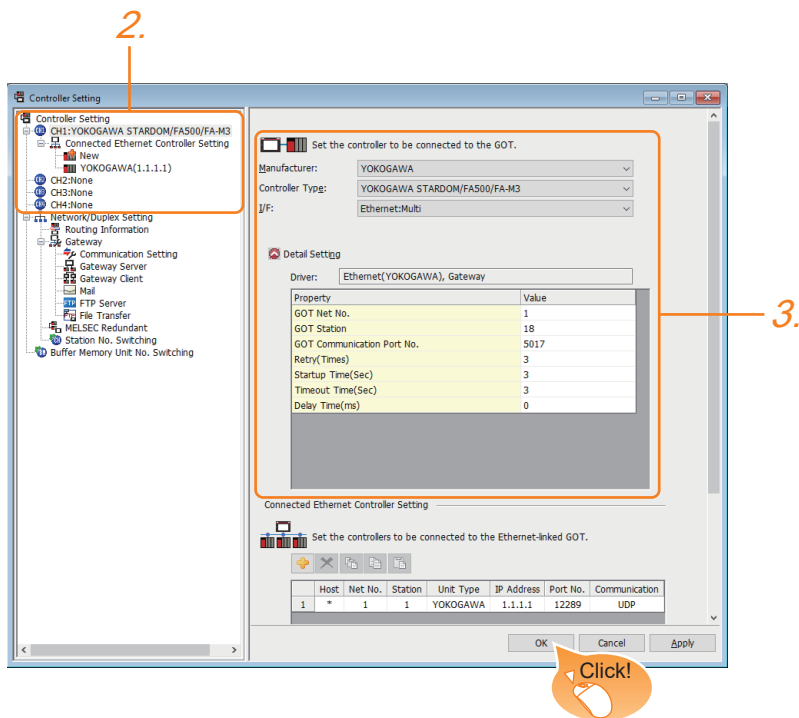 2.
Controller Setting
Controller Setting
CH1:YOKOGAWA STARDOM/FA500/FA-M3
Connected Ethernet Controller Setting
New
YOKOGAWA(1.1.1.1)
CH2:None
CH3:None
CH4:None
Network/Duplex Setting
Routing Information
Gateway
Communication Setting
Gateway Server
Gateway Client
Mail
FTP Server
File Transfer
MELSEC Redundant
Station No. Switching
Buffer Memory Unit No. Switching
Set the controller to be connected to the GOT.
Manufacturer: YOKOGAWA
Controller Type: YOKOGAWA STARDOM/FA500/FA-M3
I/F: Ethernet:Multi
Detail Setting
Driver: Ethernet(YOKOGAWA), Gateway
Property Value
GOT Net No. 1
GOT Station 18
GOT Communication Port No. 5017
Retry(Times) 3
Startup Time(Sec) 3
Timeout Time(Sec) 3
Delay Time(ms) 0
3.
Connected Ethernet Controller Setting
Set the controllers to be connected to the Ethernet-linked GOT.
Host Net No. Station Unit Type IP Address Port No. Communication
1 * 1 1 YOKOGAWA 1.1.1.1 12289 UDP
OK Cancel Apply
Click!